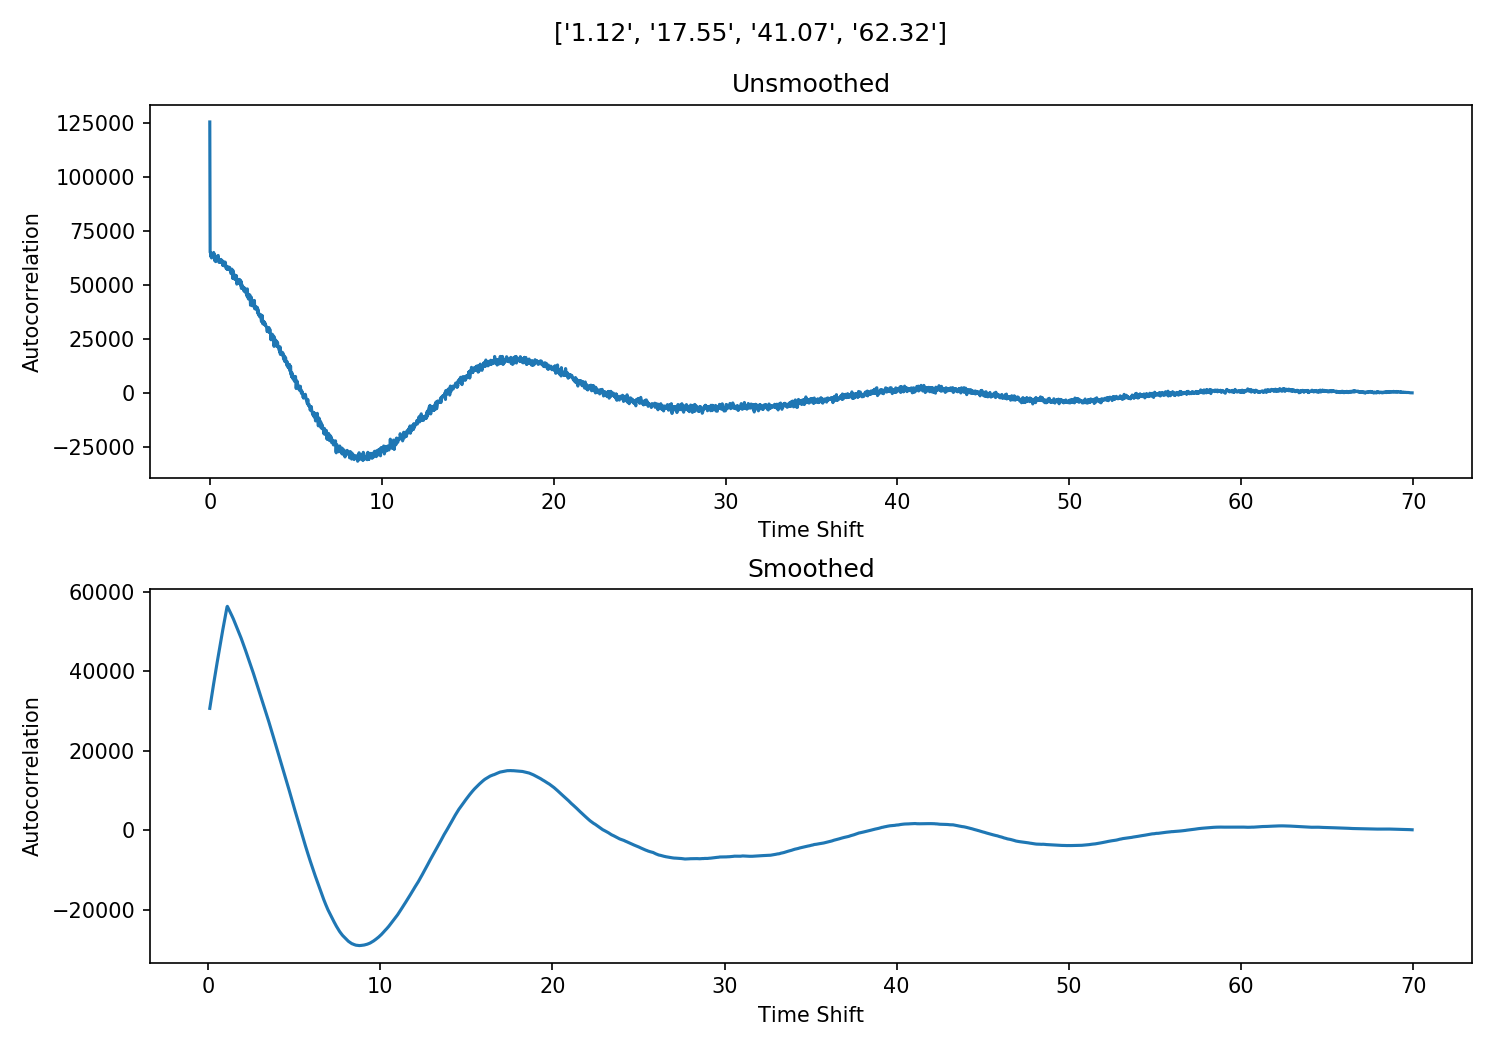 ['1.12', '17.55', '41.07', '62.32']
Unsmoothed
Autocorrelation
125000
100000
75000
50000
25000
0
−25000
0 10 20 30 40 50 60 70
Time Shift
Smoothed
Autocorrelation
60000
40000
20000
0
−20000
0 10 20 30 40 50 60 70
Time Shift